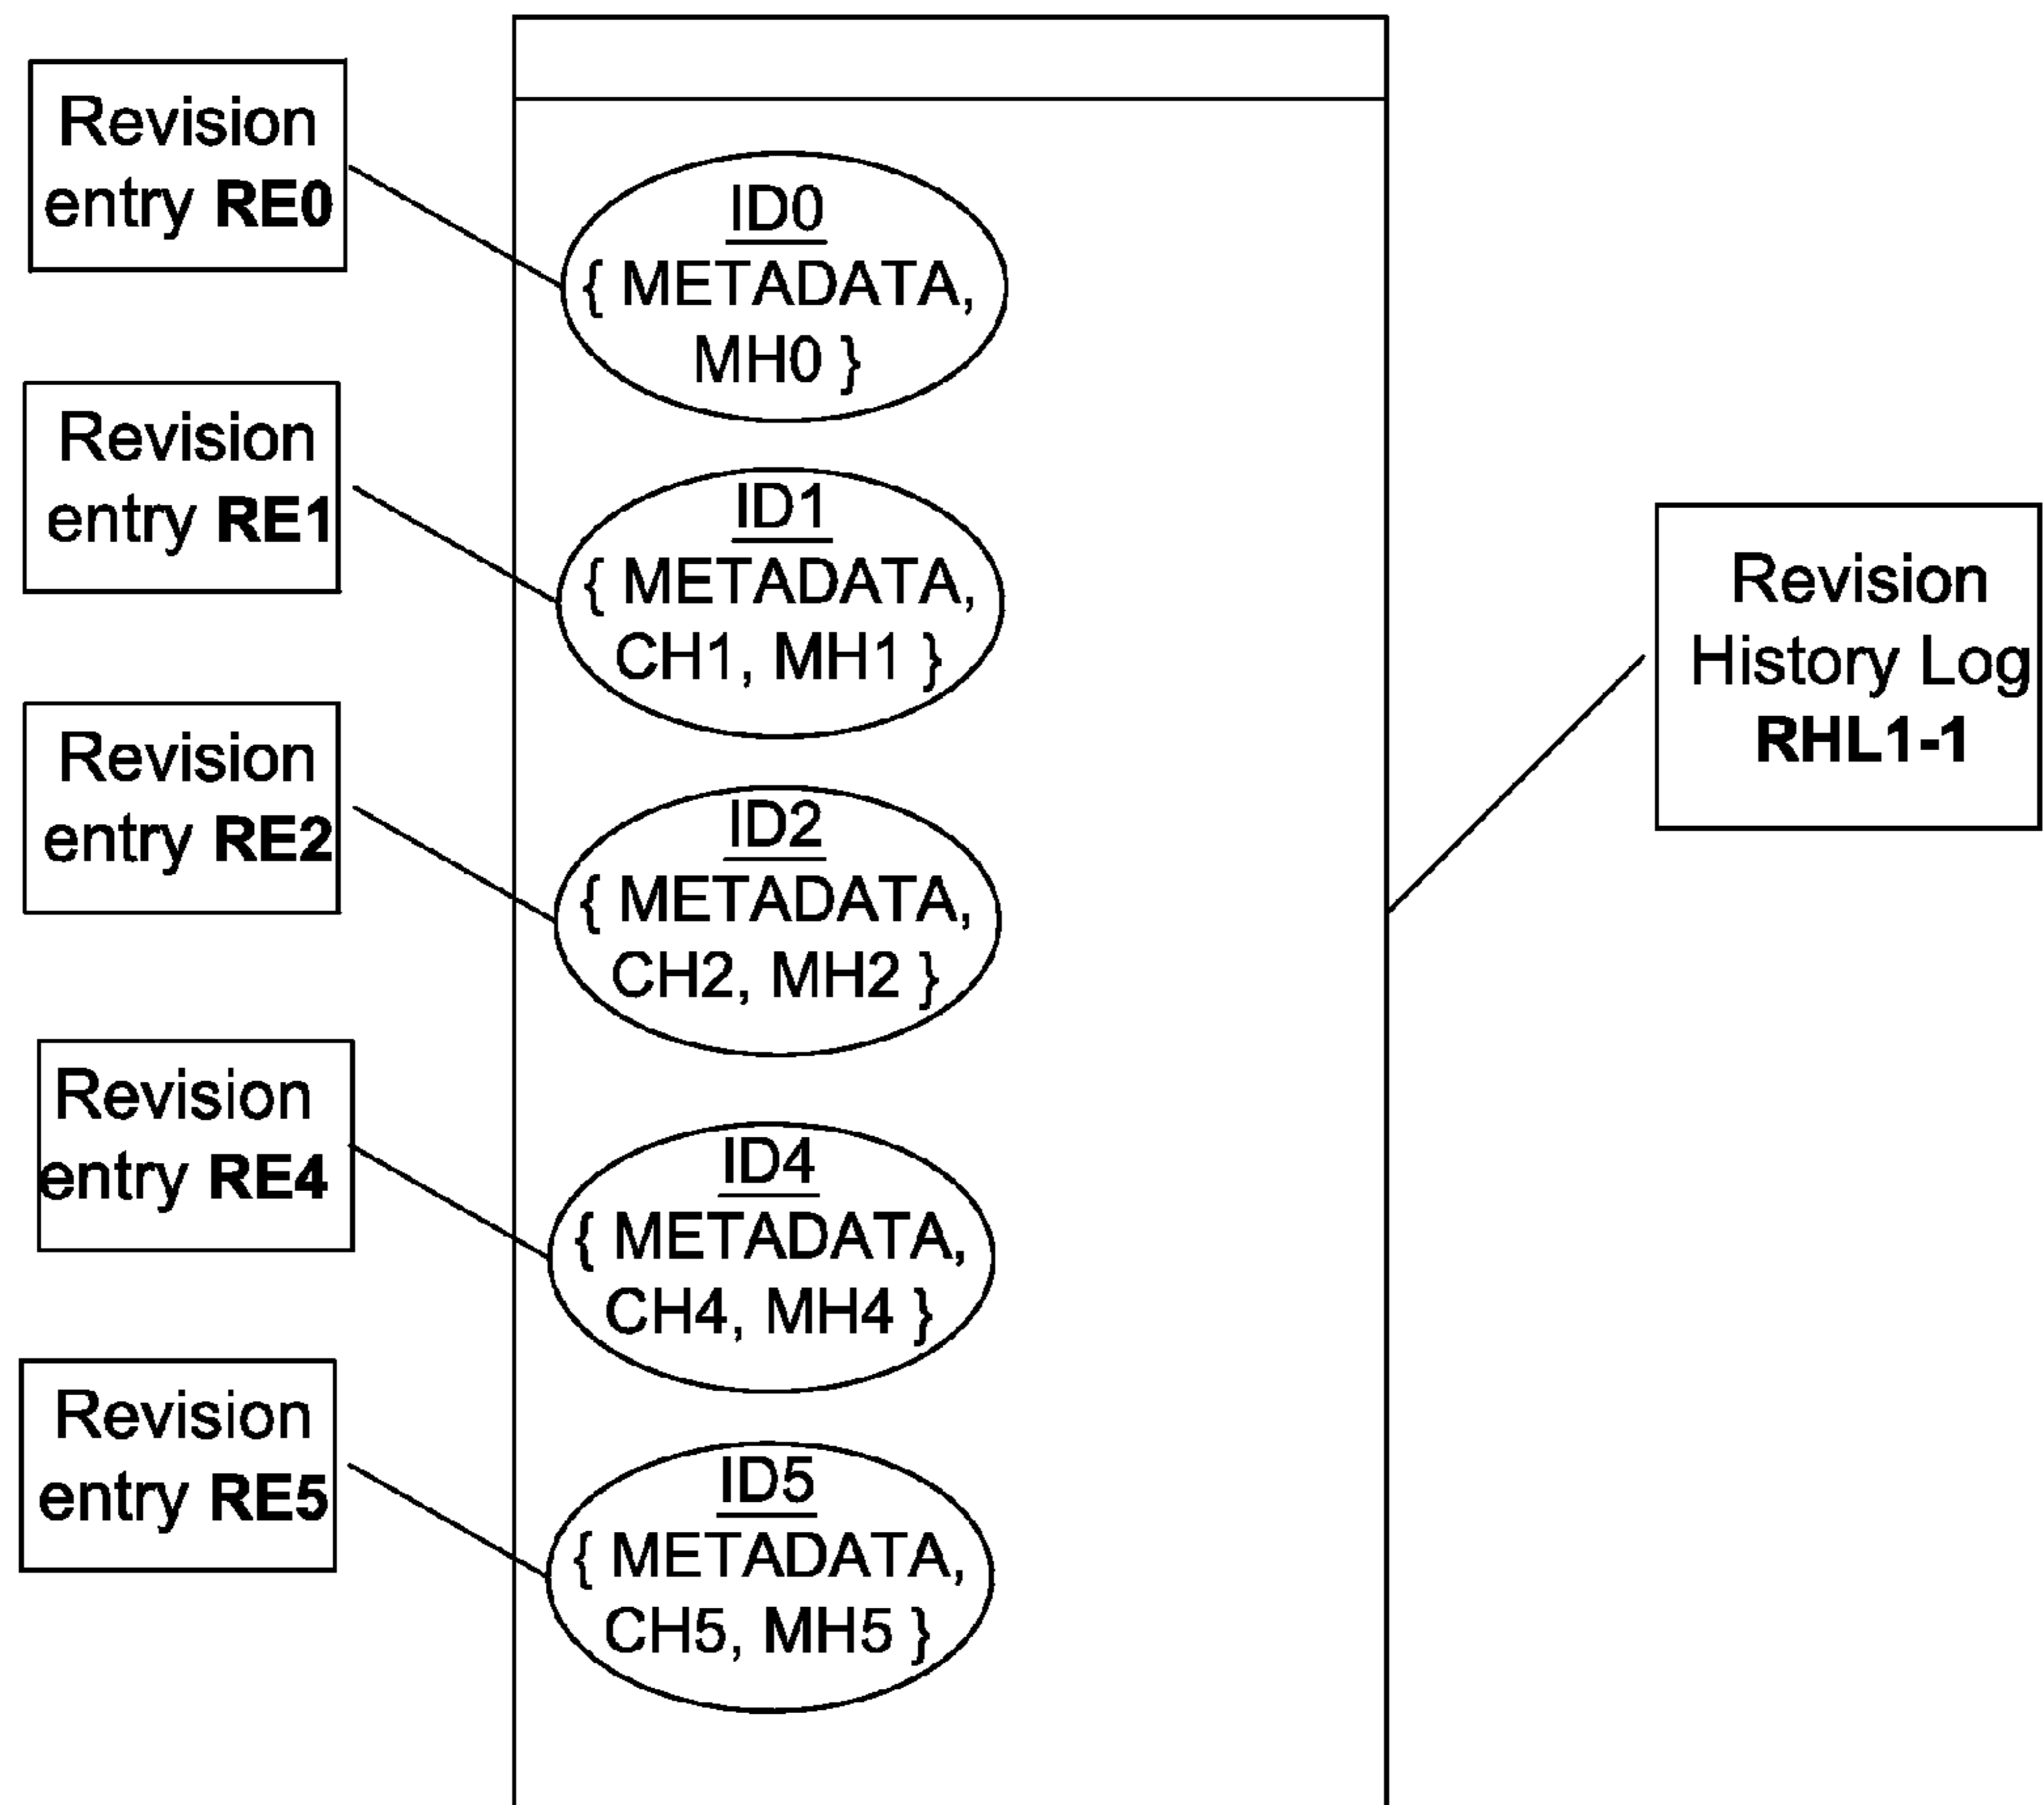 Revision
entry RE0
ID0
{ METADATA,
MH0 }
Revision
entry RE1
ID1
{ METADATA,
CH1, MH1 }
Revision
History Log
RHL1-1
Revision
entry RE2
ID2
{ METADATA,
CH2, MH2 }
Revision
entry RE4
ID4
{ METADATA,
CH4, MH4 }
Revision
entry RE5
ID5
{ METADATA,
CH5, MH5 }